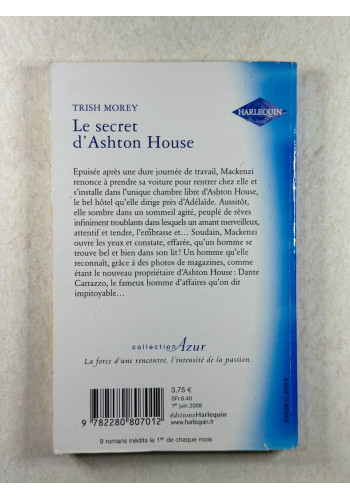 TRISH MOREY
HARLEQUIN
Le secret
d'Ashton House
Epuisée après une dure journée de travail, Mackenzi
renonce à prendre sa voiture pour rentrer chez elle et
s'installe dans l'unique chambre libre d'Ashton House,
le bel hôtel qu'elle dirige près d'Adélaïde. Aussitôt,
elle sombre dans un sommeil agité, peuplé de rêves
infiniment troublants dans lesquels un amant merveilleux,
attentif et tendre, l'embrasse et... Soudain, Mackenzi
ouvre les yeux et constate, effarée, qu'un homme se
trouve bel et bien dans son lit ! Un homme qu'elle
reconnaît, grâce à des photos de magazines, comme
étant le nouveau propriétaire d'Ashton House : Dante
Carrazzo, le fameux homme d'affaires qu'on dit
impitoyable...
collection Azur
La force d'une rencontre, l'intensité de la passion.
3,75 €
SFr.6.40
1er juin 2009
éditions Harlequin
www.harlequin.fr
9 782280 807012
9 romans inédits le 1er de chaque mois